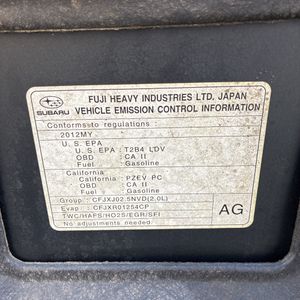 FUJI HEAVY INDUSTRIES LTD. JAPAN
SUBARU
VEHICLE EMISSION CONTROL INFORMATION
Conforms to regulations :
2012MY
U. S. EPA
U. S. EPA : T2B4 LDV
OBD : CA II
Fuel : Gasoline
California
California : PZEV PC
OBD : CA II
Fuel : Gasoline
Group : CFJXJ02.5NVD(2.0L)
Evap : CFJXR01254CP
TWC/HAFS/HO2S/EGR/SFI
No adjustments needed.
AG